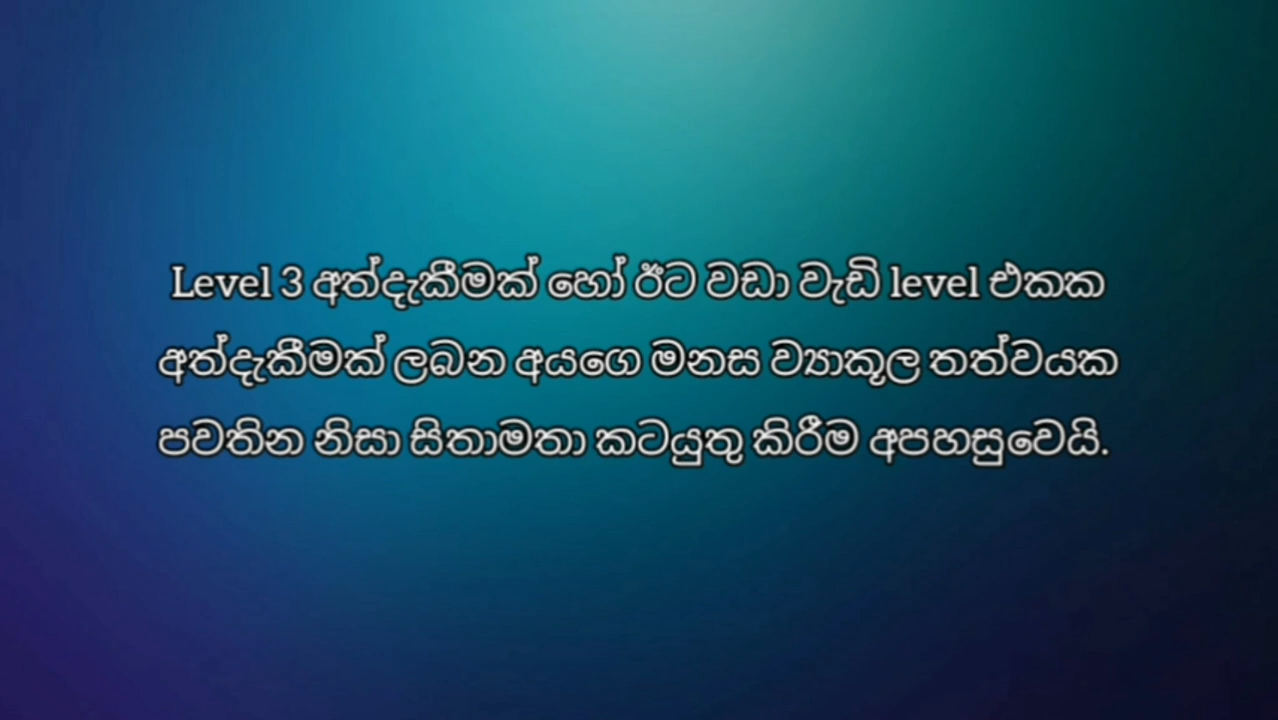 Level 3 අත්දැකීමක් හෝ ඊට වඩා වැඩි level එකක
අත්දැකීමක් ලබන අයගෙ මනස ව්‍යාකූල තත්වයක
පවතින නිසා සිතාමතා කටයුතු කිරීම අපහසුවෙයි.